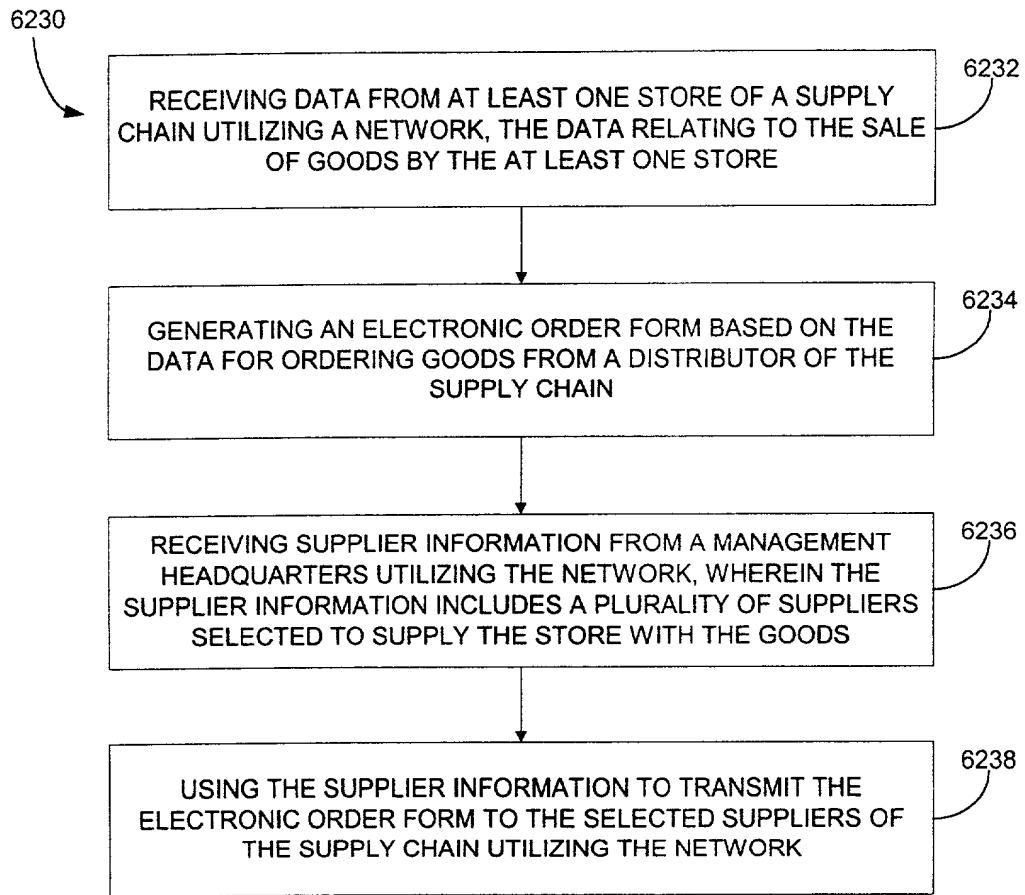 6230
6232
RECEIVING DATA FROM AT LEAST ONE STORE OF A SUPPLY
CHAIN UTILIZING A NETWORK, THE DATA RELATING TO THE SALE
OF GOODS BY THE AT LEAST ONE STORE
6234
GENERATING AN ELECTRONIC ORDER FORM BASED ON THE
DATA FOR ORDERING GOODS FROM A DISTRIBUTOR OF THE
SUPPLY CHAIN
6236
RECEIVING SUPPLIER INFORMATION FROM A MANAGEMENT
HEADQUARTERS UTILIZING THE NETWORK, WHEREIN THE
SUPPLIER INFORMATION INCLUDES A PLURALITY OF SUPPLIERS
SELECTED TO SUPPLY THE STORE WITH THE GOODS
6238
USING THE SUPPLIER INFORMATION TO TRANSMIT THE
ELECTRONIC ORDER FORM TO THE SELECTED SUPPLIERS OF
THE SUPPLY CHAIN UTILIZING THE NETWORK